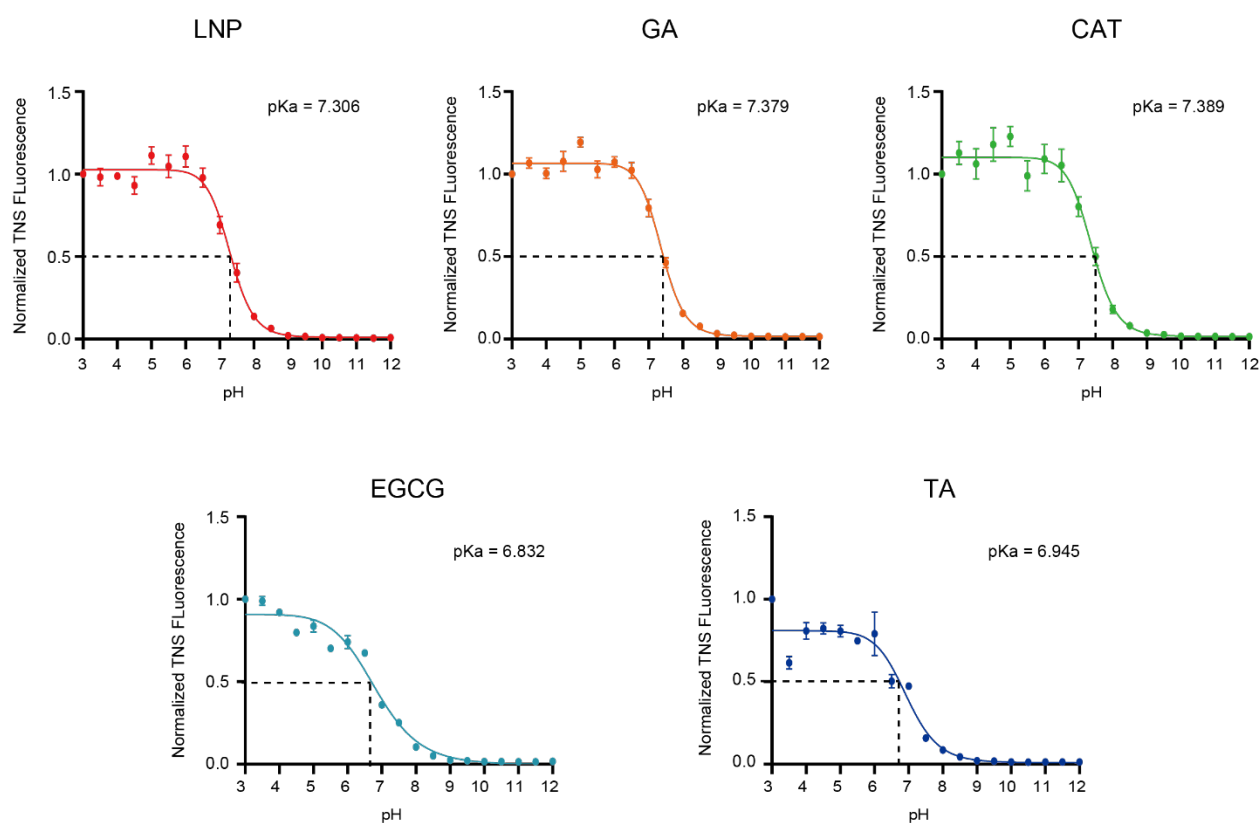 LNP
Normalized TNS FLuorescence
1.5
1.0
0.5
0.0
pKa = 7.306
3 4 5 6 7 8 9 10 11 12
pH
GA
Normalized TNS FLuorescence
1.5
1.0
0.5
0.0
pKa = 7.379
3 4 5 6 7 8 9 10 11 12
pH
CAT
Normalized TNS FLuorescence
1.5
1.0
0.5
0.0
pKa = 7.389
3 4 5 6 7 8 9 10 11 12
pH
EGCG
Normalized TNS FLuorescence
1.5
1.0
0.5
0.0
pKa = 6.832
3 4 5 6 7 8 9 10 11 12
pH
TA
Normalized TNS FLuorescence
1.5
1.0
0.5
0.0
pKa = 6.945
3 4 5 6 7 8 9 10 11 12
pH